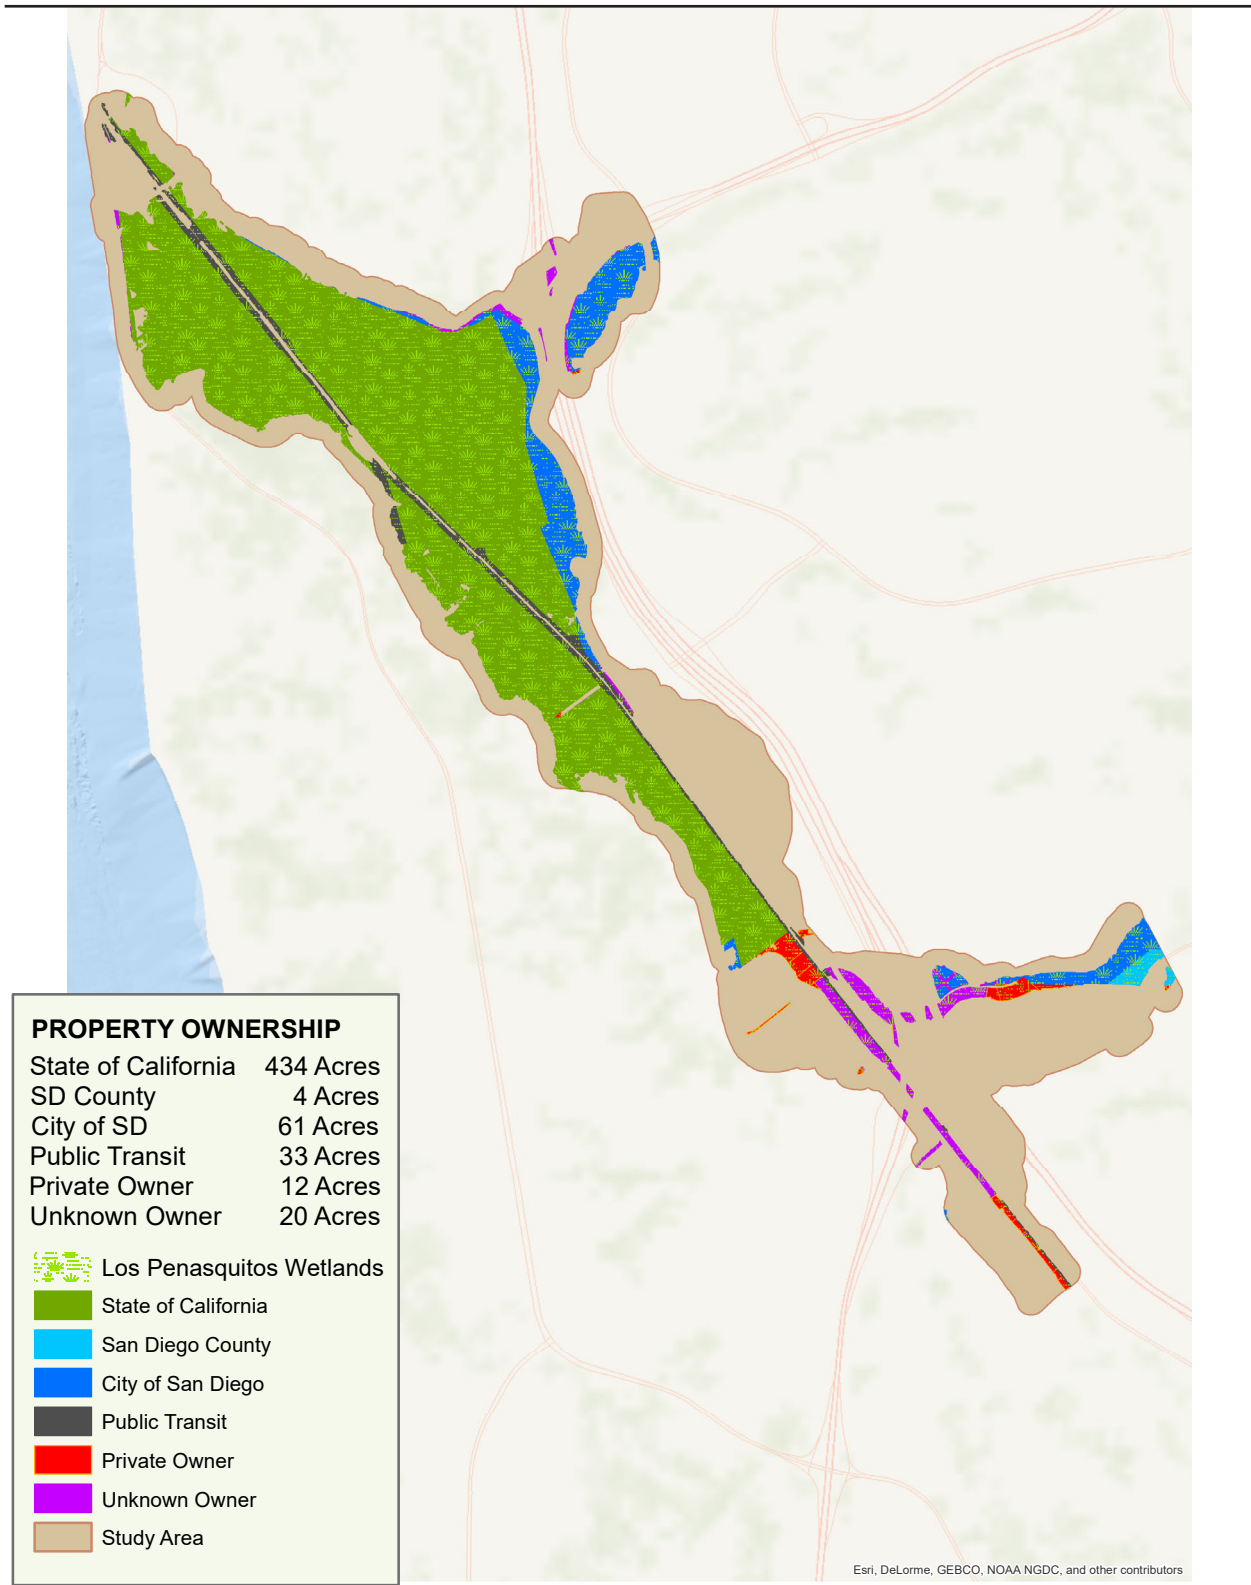 PROPERTY OWNERSHIP
State of California 434 Acres
SD County 4 Acres
City of SD 61 Acres
Public Transit 33 Acres
Private Owner 12 Acres
Unknown Owner 20 Acres
Los Penasquitos Wetlands
State of California
San Diego County
City of San Diego
Public Transit
Private Owner
Unknown Owner
Study Area
Esri, DeLorme, GEBCO, NOAA NGDC, and other contributors